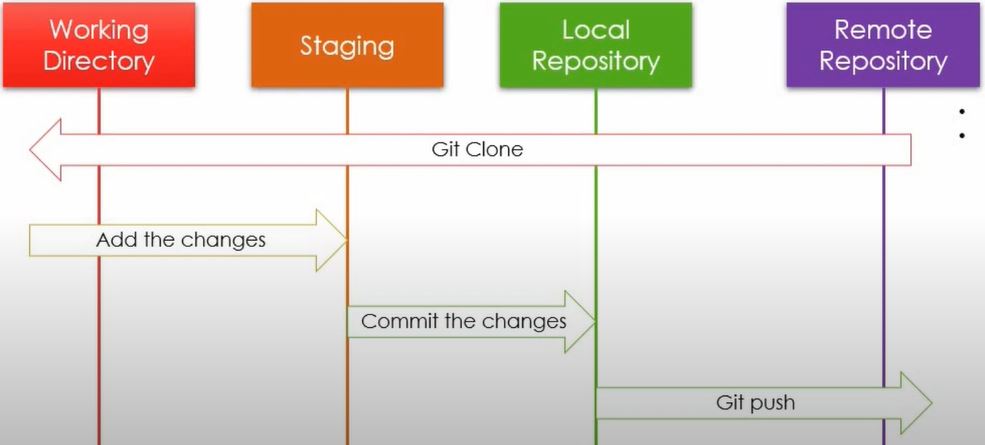 Working
Directory
Staging
Local
Repository
Remote
Repository
Git Clone
Add the changes
Commit the changes
Git push